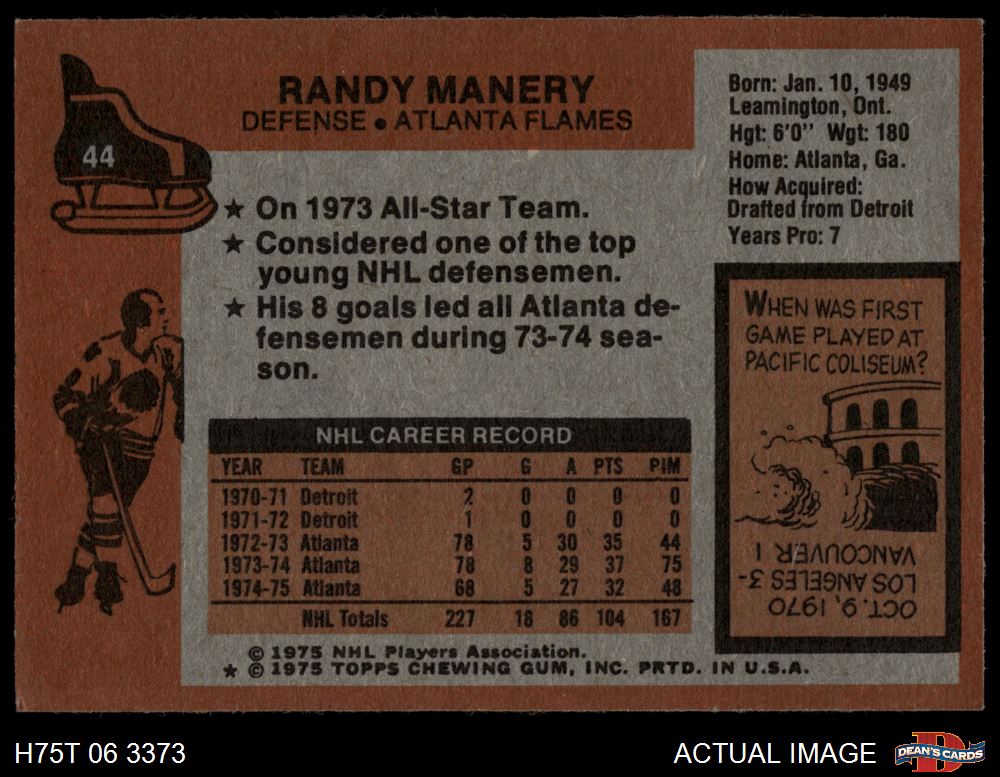 44
RANDY MANERY
DEFENSE • ATLANTA FLAMES
Born: Jan. 10, 1949
Leamington, Ont.
Hgt: 6'0" Wgt: 180
Home: Atlanta, Ga.
How Acquired:
Drafted from Detroit
Years Pro: 7
★ On 1973 All-Star Team.
★ Considered one of the top
young NHL defensemen.
★ His 8 goals led all Atlanta de-
fensemen during 73-74 sea-
son.
WHEN WAS FIRST
GAME PLAYED AT
PACIFIC COLISEUM?
OCT. 9, 1970
LOS ANGELES 3-
VANCOUVER 1
NHL CAREER RECORD
YEAR TEAM GP G A PTS PIM
1970-71 Detroit 2 0 0 0 0
1971-72 Detroit 1 0 0 0 0
1972-73 Atlanta 78 5 30 35 44
1973-74 Atlanta 78 8 29 37 75
1974-75 Atlanta 68 5 27 32 48
NHL Totals 227 18 86 104 167
© 1975 NHL Players Association.
★ © 1975 TOPPS CHEWING GUM, INC. PRTD. IN U.S.A.
H75T 06 3373
ACTUAL IMAGE
D
DEAN'S CARDS